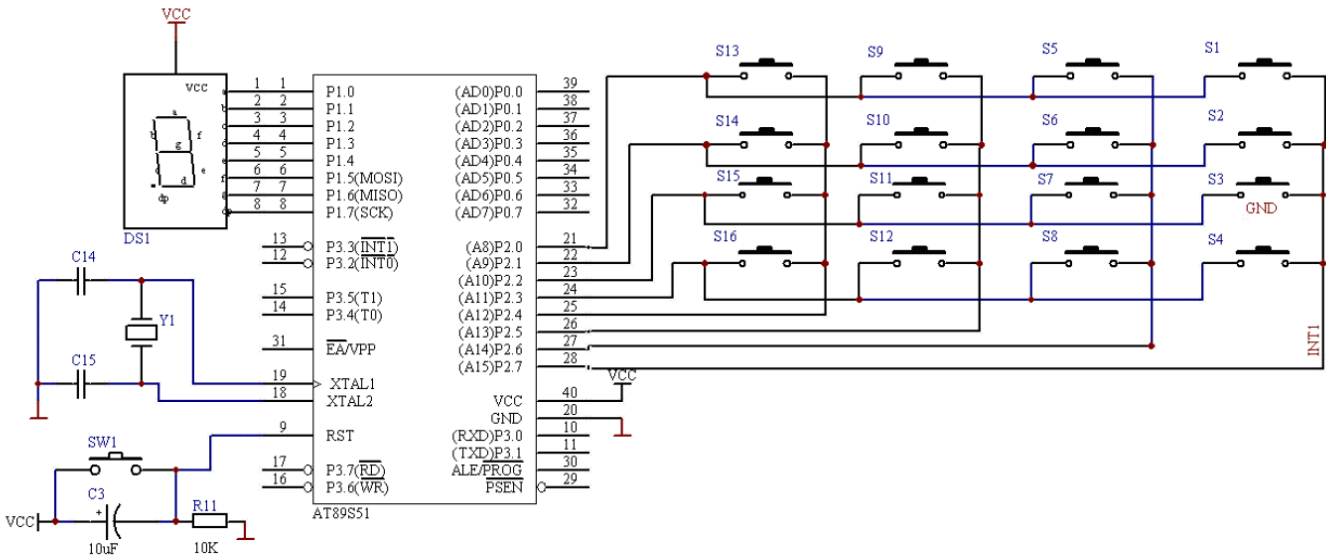 VCC
S13 S9 S5 S1
VCC
a
b f
g
c e
d
dp
DS1
1 1 P1.0 (AD0)P0.0 39
2 2 P1.1 (AD1)P0.1 38
3 3 P1.2 (AD2)P0.2 37
4 4 P1.3 (AD3)P0.3 36
5 5 P1.4 (AD4)P0.4 35
6 6 P1.5(MOSI) (AD5)P0.5 34
7 7 P1.6(MISO) (AD6)P0.6 33
8 8 P1.7(SCK) (AD7)P0.7 32
S14 S10 S6 S2
S15 S11 S7 S3
GND
S16 S12 S8 S4
13 P3.3(INT1) (A8)P2.0 21
12 P3.2(INT0) (A9)P2.1 22
(A10)P2.2 23
15 P3.5(T1) (A11)P2.3 24
14 P3.4(T0) (A12)P2.4 25
(A13)P2.5 26
31 EA/VPP (A14)P2.6 27
(A15)P2.7 28
INT1
C14
Y1
C15
19 XTAL1
18 XTAL2 VCC 40
VCC
GND 20
9 RST (RXD)P3.0 10
(TXD)P3.1 11
17 P3.7(RD) ALE/PROG 30
16 P3.6(WR) PSEN 29
AT89S51
SW1
C3
+
R11
VCC
10uF 10K